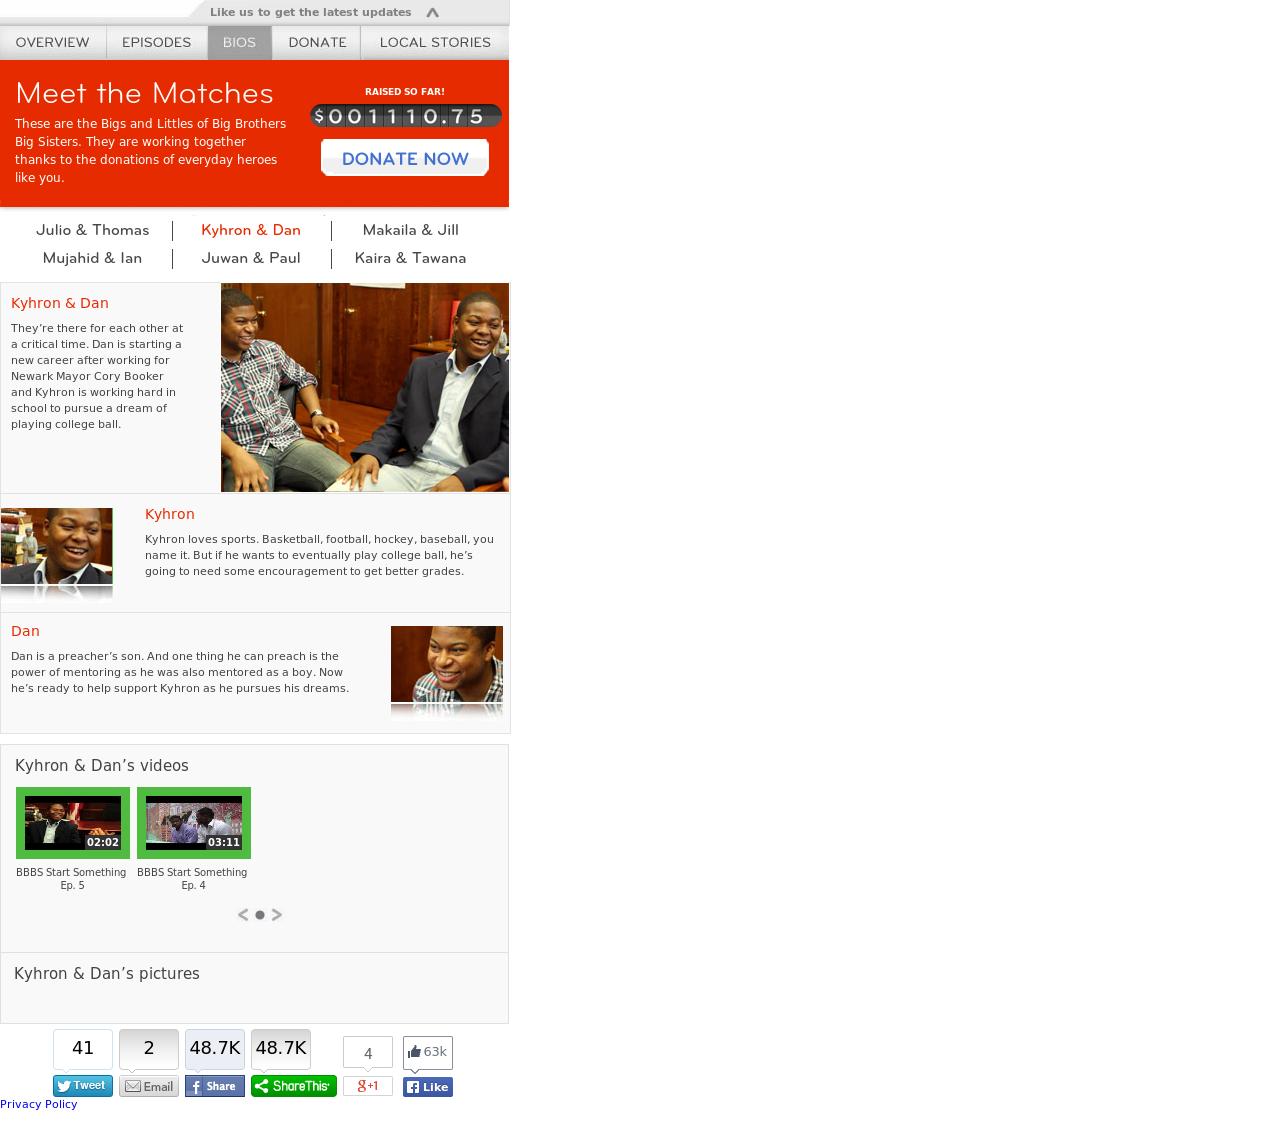 Like us to get the latest updates
OVERVIEW EPISODES BIOS DONATE LOCAL STORIES
Meet the Matches
These are the Bigs and Littles of Big Brothers
Big Sisters. They are working together
thanks to the donations of everyday heroes
like you.
RAISED SO FAR!
$001110.75
DONATE NOW
Julio & Thomas Kyhron & Dan Makaila & Jill
Mujahid & Ian Juwan & Paul Kaira & Tawana
Kyhron & Dan
They’re there for each other at
a critical time. Dan is starting a
new career after working for
Newark Mayor Cory Booker
and Kyhron is working hard in
school to pursue a dream of
playing college ball.
Kyhron
Kyhron loves sports. Basketball, football, hockey, baseball, you
name it. But if he wants to eventually play college ball, he’s
going to need some encouragement to get better grades.
Dan
Dan is a preacher’s son. And one thing he can preach is the
power of mentoring as he was also mentored as a boy. Now
he’s ready to help support Kyhron as he pursues his dreams.
Kyhron & Dan’s videos
02:02 03:11
BBBS Start Something BBBS Start Something
Ep. 5 Ep. 4
Kyhron & Dan’s pictures
41 2 48.7K 48.7K 4 63k
Tweet Email Share ShareThis g+1 Like
Privacy Policy